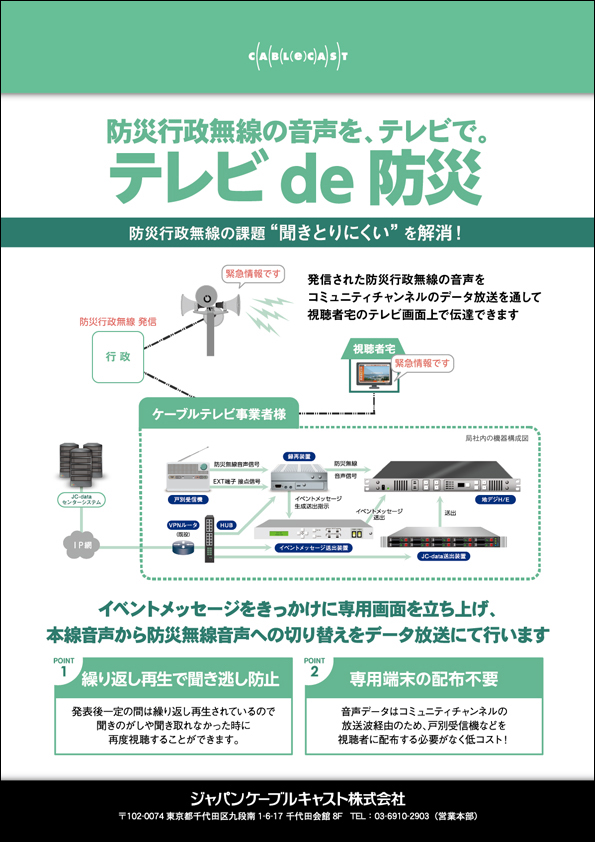 CABL(e)CAST
防災行政無線の音声を、テレビで。
テレビ de 防災
防災行政無線の課題 “聞きとりにくい” を解消！
緊急情報です
発信された防災行政無線の音声を
コミュニティチャンネルのデータ放送を通して
視聴者宅のテレビ画面上で伝達できます
防災行政無線 発信
行 政
視聴者宅
緊急情報です
ケーブルテレビ事業者様
局社内の機器構成図
防災無線音声信号
EXT端子 接点信号
戸別受信機
録再装置
防災無線
音声信号
地デジH/E
JC-data
センターシステム
IP網
VPNルータ
(既設)
HUB
イベントメッセージ
生成送出指示
イベントメッセージ
送出
送出
イベントメッセージ送出装置
JC-data送出装置
イベントメッセージをきっかけに専用画面を立ち上げ、
本線音声から防災無線音声への切り替えをデータ放送にて行います
POINT
1
繰り返し再生で聞き逃し防止
発表後一定の間は繰り返し再生されているので
聞きのがしや聞き取れなかった時に
再度視聴することができます。
POINT
2
専用端末の配布不要
音声データはコミュニティチャンネルの
放送波経由のため、戸別受信機などを
視聴者に配布する必要がなく低コスト！
ジャパンケーブルキャスト株式会社
〒102-0074 東京都千代田区九段南 1-6-17 千代田会館 8F TEL：03-6910-2903（営業本部）